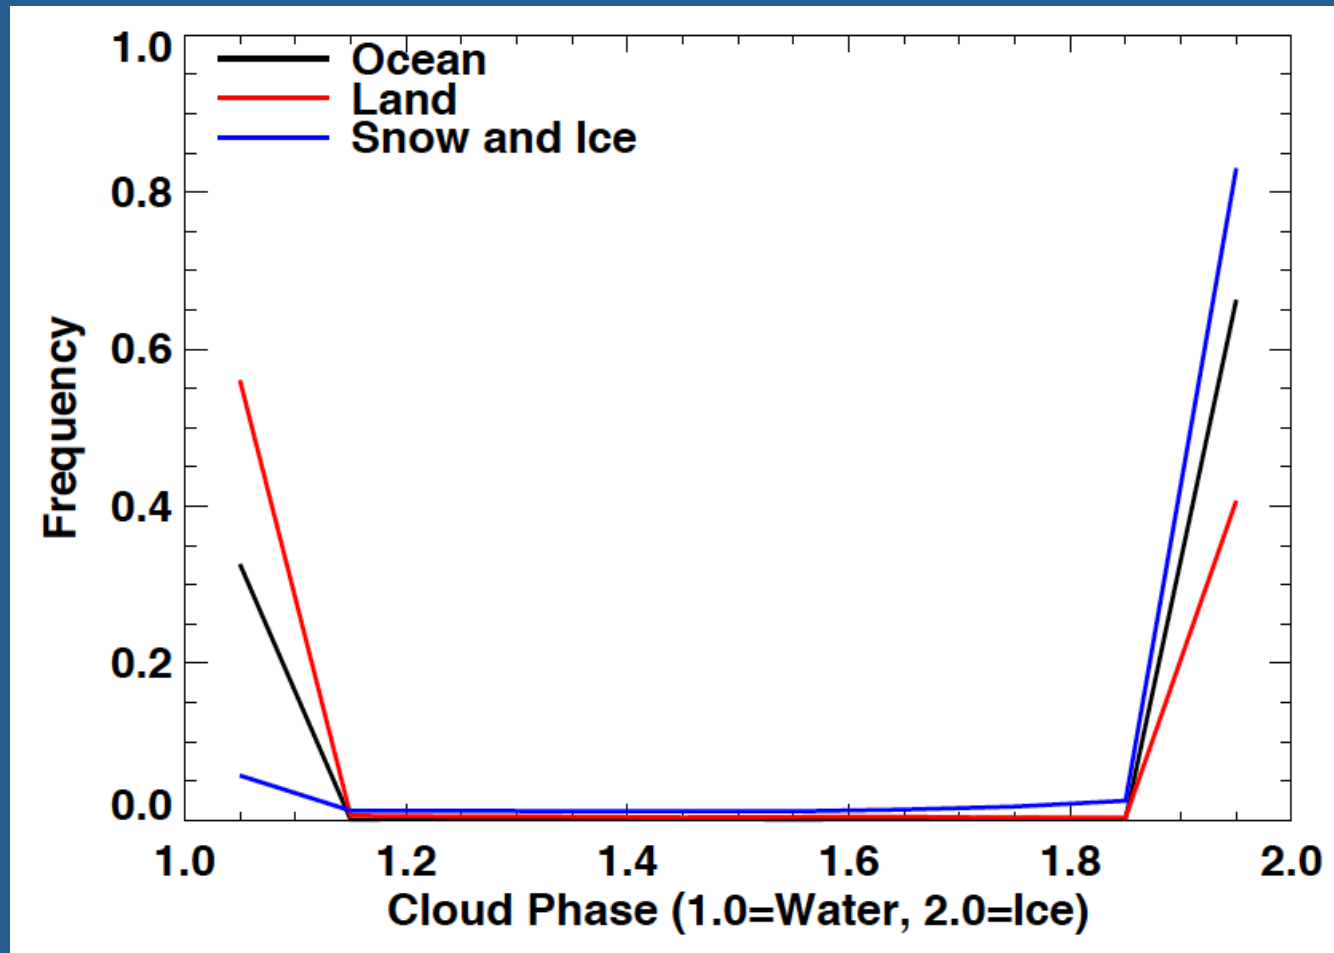 Ocean
Land
Snow and Ice
1.0
0.8
0.6
0.4
0.2
0.0
Frequency
1.0 1.2 1.4 1.6 1.8 2.0
Cloud Phase (1.0=Water, 2.0=Ice)